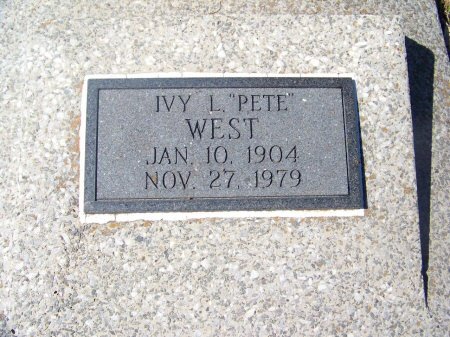 IVY L. "PETE"
WEST
JAN. 10, 1904
NOV. 27, 1979